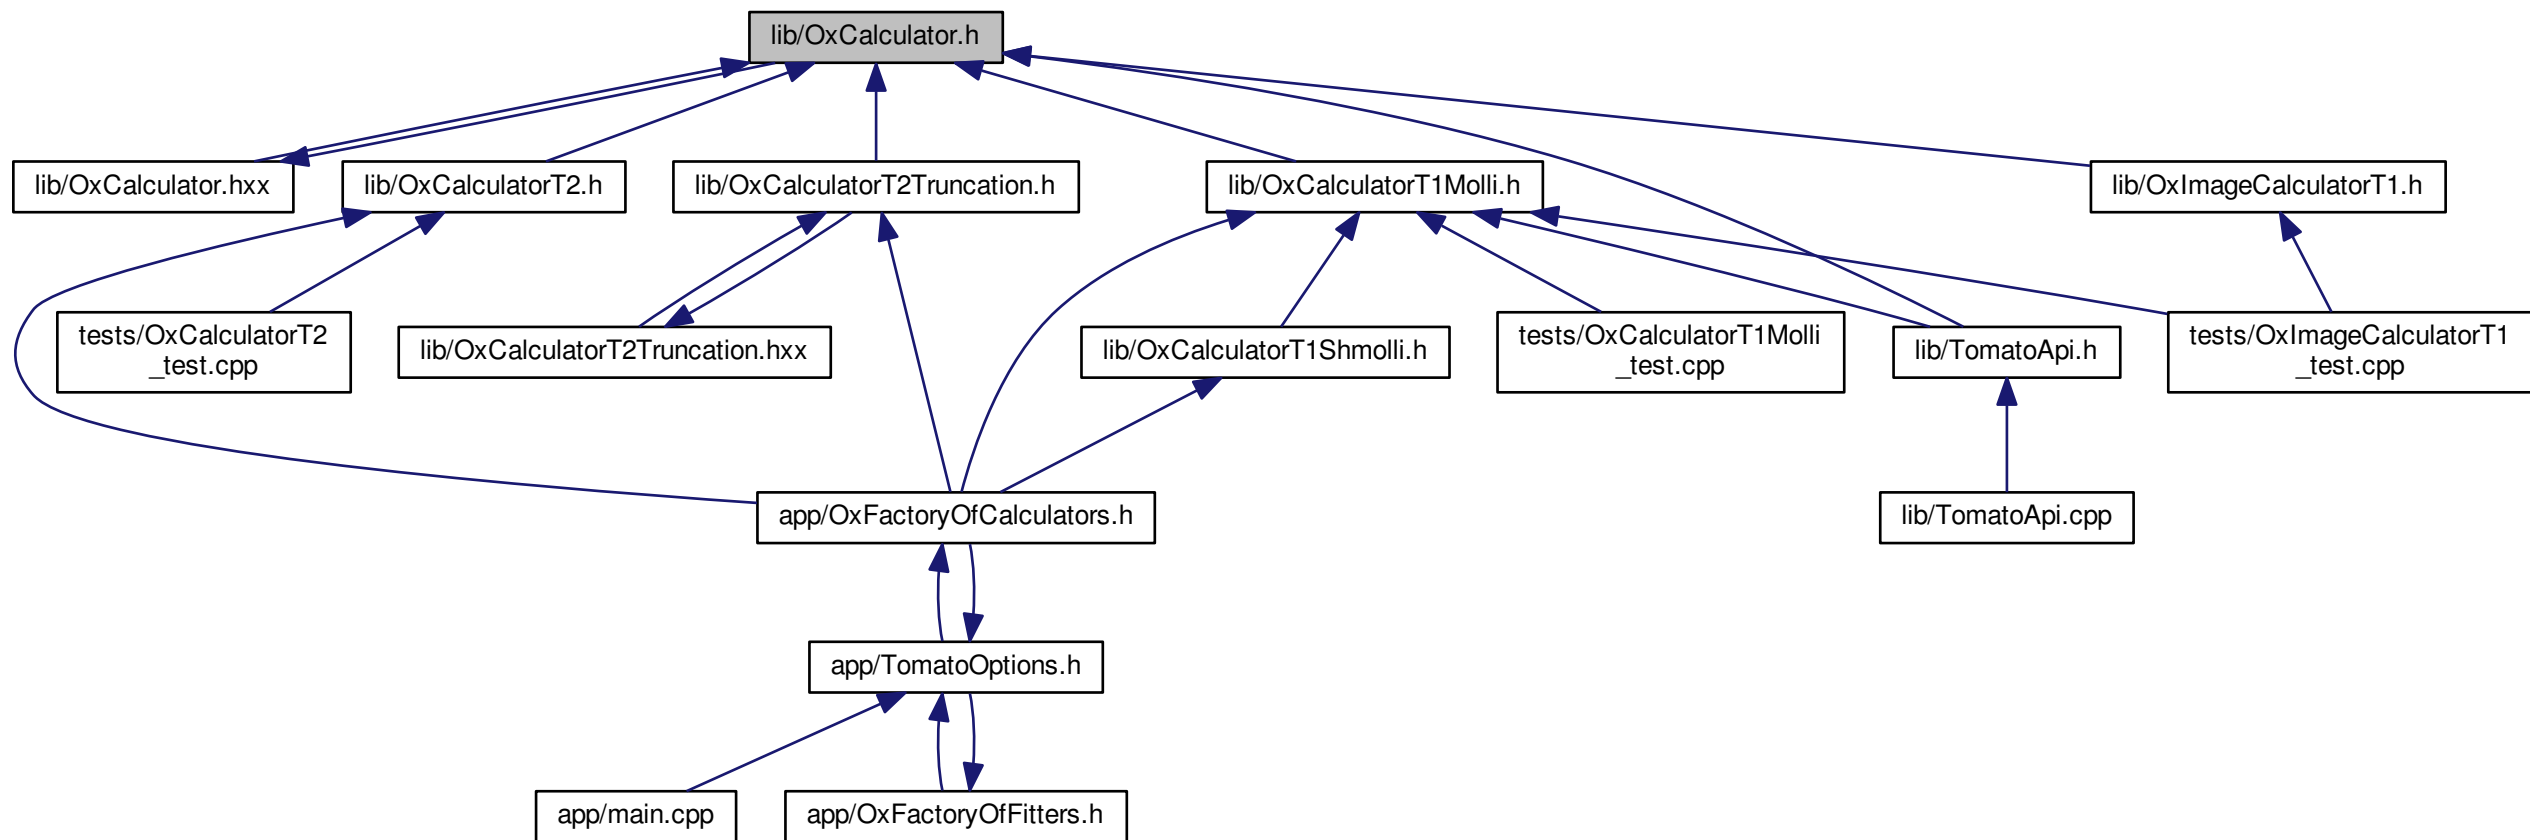 lib/OxCalculator.h
lib/OxCalculator.hxx
lib/OxCalculatorT2.h
lib/OxCalculatorT2Truncation.h
lib/OxCalculatorT1Molli.h
lib/OxImageCalculatorT1.h
tests/OxCalculatorT2
_test.cpp
lib/OxCalculatorT2Truncation.hxx
lib/OxCalculatorT1Shmolli.h
tests/OxCalculatorT1Molli
_test.cpp
lib/TomatoApi.h
tests/OxImageCalculatorT1
_test.cpp
app/OxFactoryOfCalculators.h
lib/TomatoApi.cpp
app/TomatoOptions.h
app/main.cpp
app/OxFactoryOfFitters.h